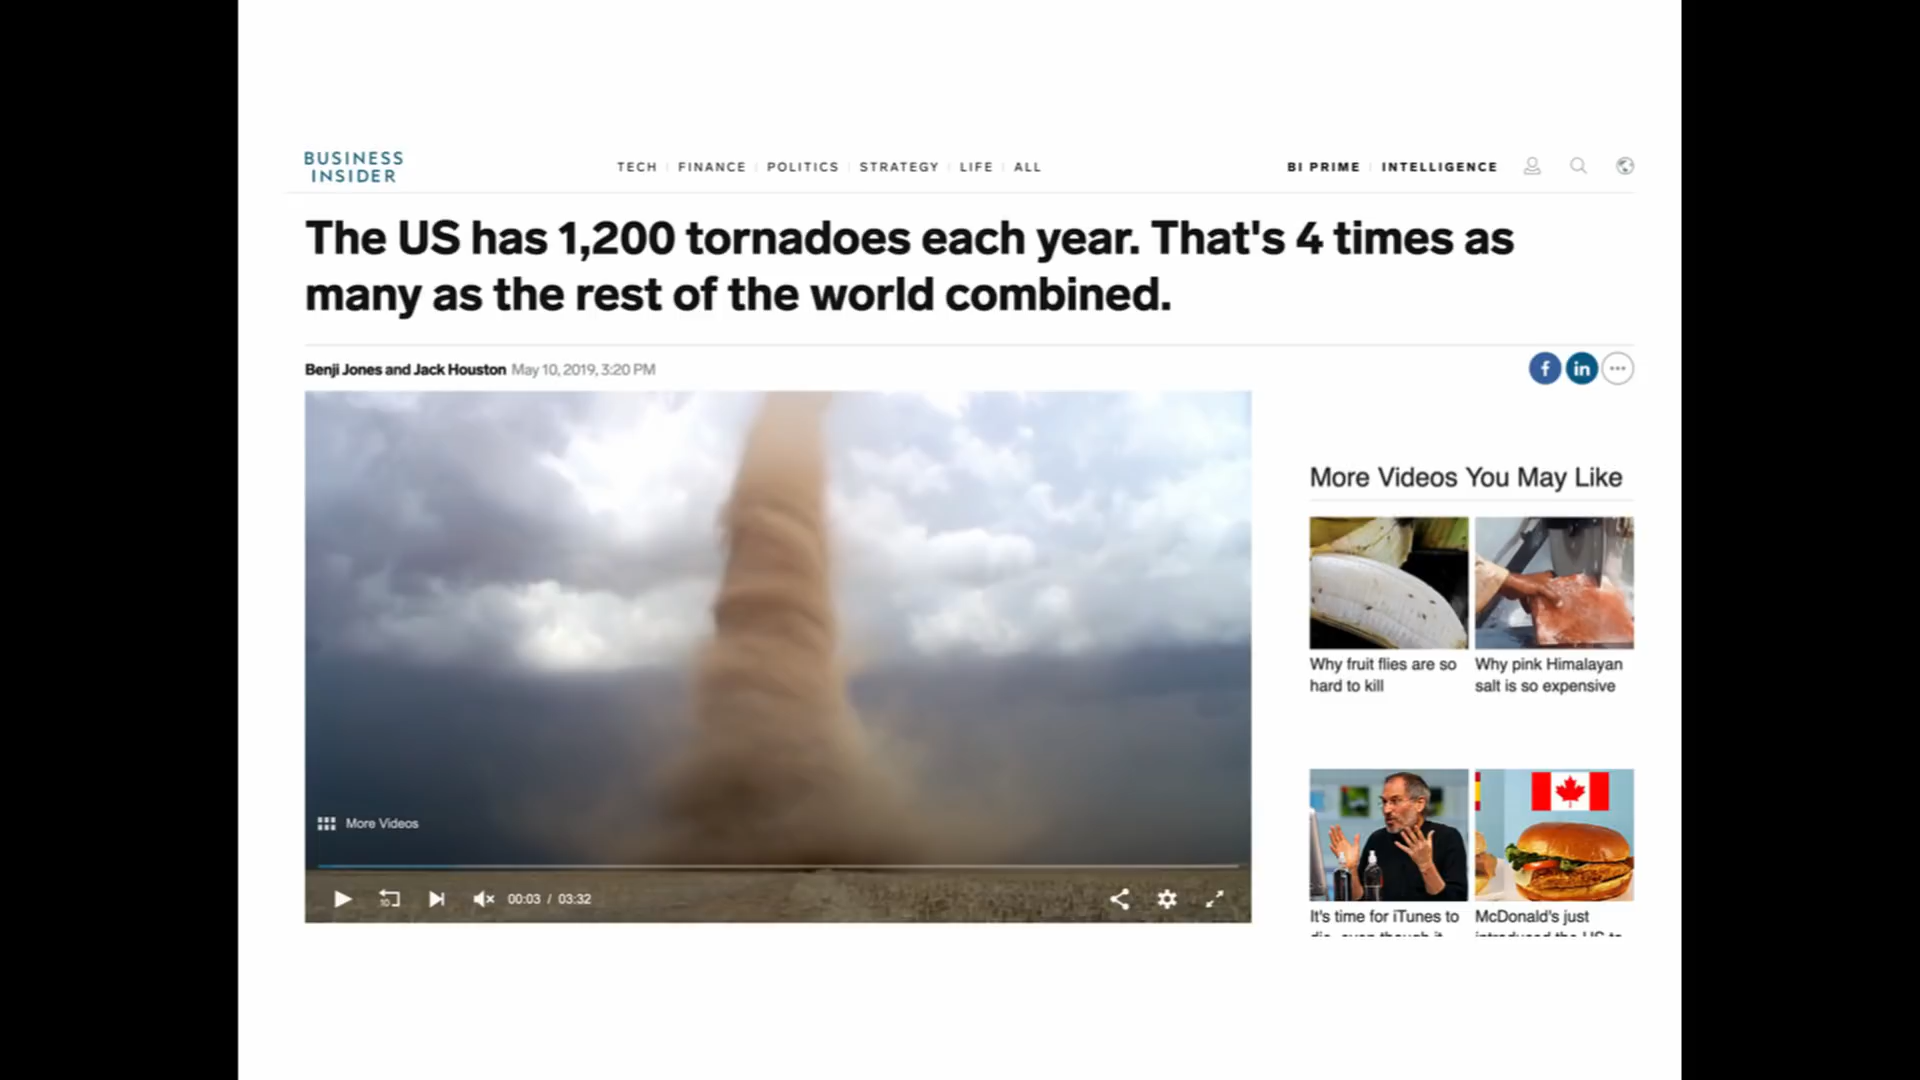 BUSINESS
INSIDER
TECH FINANCE POLITICS STRATEGY LIFE ALL
BI PRIME INTELLIGENCE
The US has 1,200 tornadoes each year. That's 4 times as
many as the rest of the world combined.
Benji Jones and Jack Houston May 10, 2019, 3:20 PM
f in
More Videos You May Like
Why fruit flies are so
hard to kill
Why pink Himalayan
salt is so expensive
It's time for iTunes to
McDonald's just
More Videos
10
00:03 / 03:32